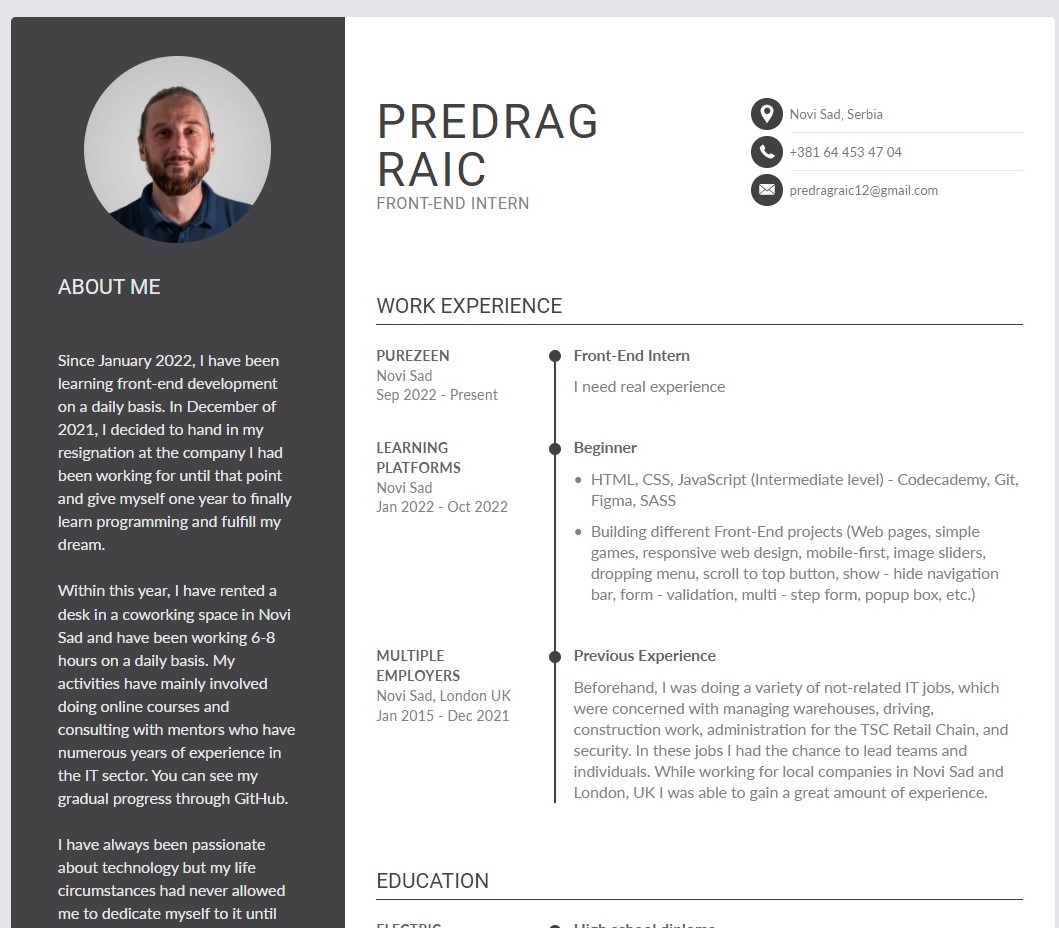 PREDRAG
RAIC
FRONT-END INTERN
Novi Sad, Serbia
+381 64 453 47 04
predragraic12@gmail.com
ABOUT ME
Since January 2022, I have been
learning front-end development
on a daily basis. In December of
2021, I decided to hand in my
resignation at the company I had
been working for until that point
and give myself one year to finally
learn programming and fulfill my
dream.
Within this year, I have rented a
desk in a coworking space in Novi
Sad and have been working 6-8
hours on a daily basis. My
activities have mainly involved
doing online courses and
consulting with mentors who have
numerous years of experience in
the IT sector. You can see my
gradual progress through GitHub.
I have always been passionate
about technology but my life
circumstances had never allowed
me to dedicate myself to it until
WORK EXPERIENCE
PUREZEEN
Novi Sad
Sep 2022 - Present
Front-End Intern
I need real experience
LEARNING
PLATFORMS
Novi Sad
Jan 2022 - Oct 2022
Beginner
• HTML, CSS, JavaScript (Intermediate level) - Codecademy, Git,
Figma, SASS
• Building different Front-End projects (Web pages, simple
games, responsive web design, mobile-first, image sliders,
dropping menu, scroll to top button, show - hide navigation
bar, form - validation, multi - step form, popup box, etc.)
MULTIPLE
EMPLOYERS
Novi Sad, London UK
Jan 2015 - Dec 2021
Previous Experience
Beforehand, I was doing a variety of not-related IT jobs, which
were concerned with managing warehouses, driving,
construction work, administration for the TSC Retail Chain, and
security. In these jobs I had the chance to lead teams and
individuals. While working for local companies in Novi Sad and
London, UK I was able to gain a great amount of experience.
EDUCATION
ELECTRIC
High school diploma